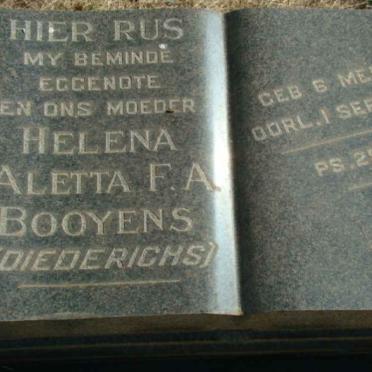 HIER RUS
MY BEMINDE
EGGENOTE
EN ONS MOEDER
HELENA
ALETTA F. A.
BOOYENS
(DIEDERICHS)
GEB 6
OORL. 1
PS.